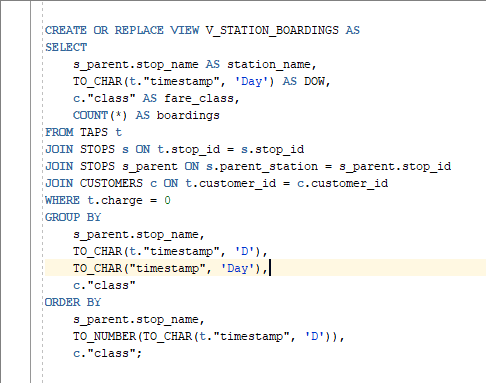 CREATE OR REPLACE VIEW V_STATION_BOARDINGS AS
SELECT
    s_parent.stop_name AS station_name,
    TO_CHAR(t."timestamp", 'Day') AS DOW,
    c."class" AS fare_class,
    COUNT(*) AS boardings
FROM TAPS t
JOIN STOPS s ON t.stop_id = s.stop_id
JOIN STOPS s_parent ON s.parent_station = s_parent.stop_id
JOIN CUSTOMERS c ON t.customer_id = c.customer_id
WHERE t.charge = 0
GROUP BY
    s_parent.stop_name,
    TO_CHAR(t."timestamp", 'D'),
    TO_CHAR("timestamp", 'Day'),
    c."class"
ORDER BY
    s_parent.stop_name,
    TO_NUMBER(TO_CHAR(t."timestamp", 'D')),
    c."class";